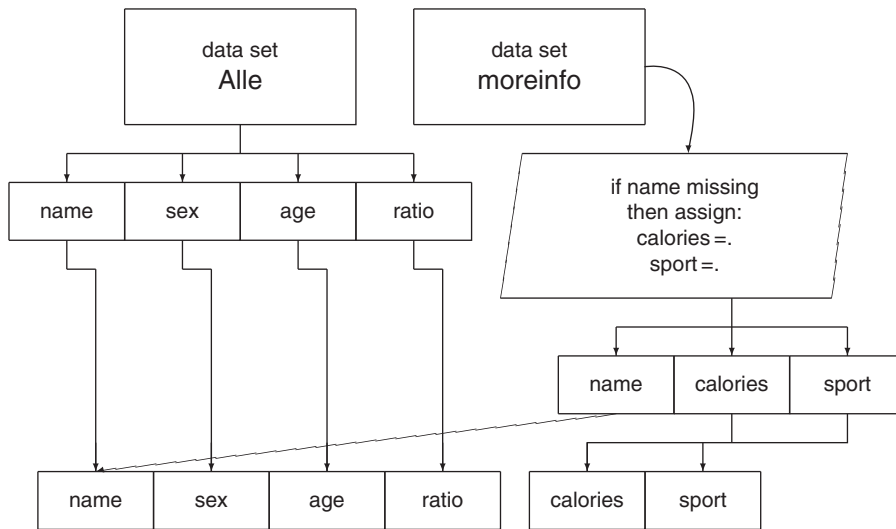 data set
Alle
data set
moreinfo
name sex age ratio
if name missing
then assign:
calories=.
sport=.
name calories sport
name sex age ratio calories sport